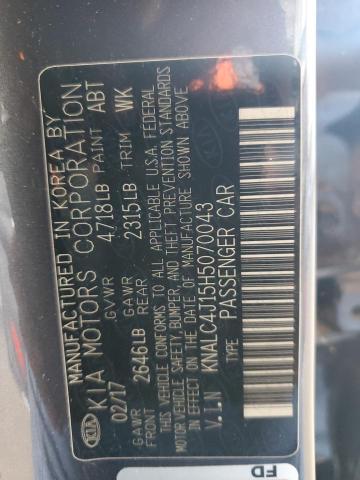 MANUFACTURED IN KOREA BY
KIA KIA MOTORS CORPORATION
02/17 GVWR 4718LB PAINT ABT
GAWR FRONT 2646LB GAWR REAR 2315LB TRIM WK
THIS VEHICLE CONFORMS TO ALL APPLICABLE U.S.A. FEDERAL
MOTOR VEHICLE SAFETY, BUMPER, AND THEFT PREVENTION STANDARDS
IN EFFECT ON THE DATE OF MANUFACTURE SHOWN ABOVE
V.I.N KNALC4J15H5070043
TYPE PASSENGER CAR
FD